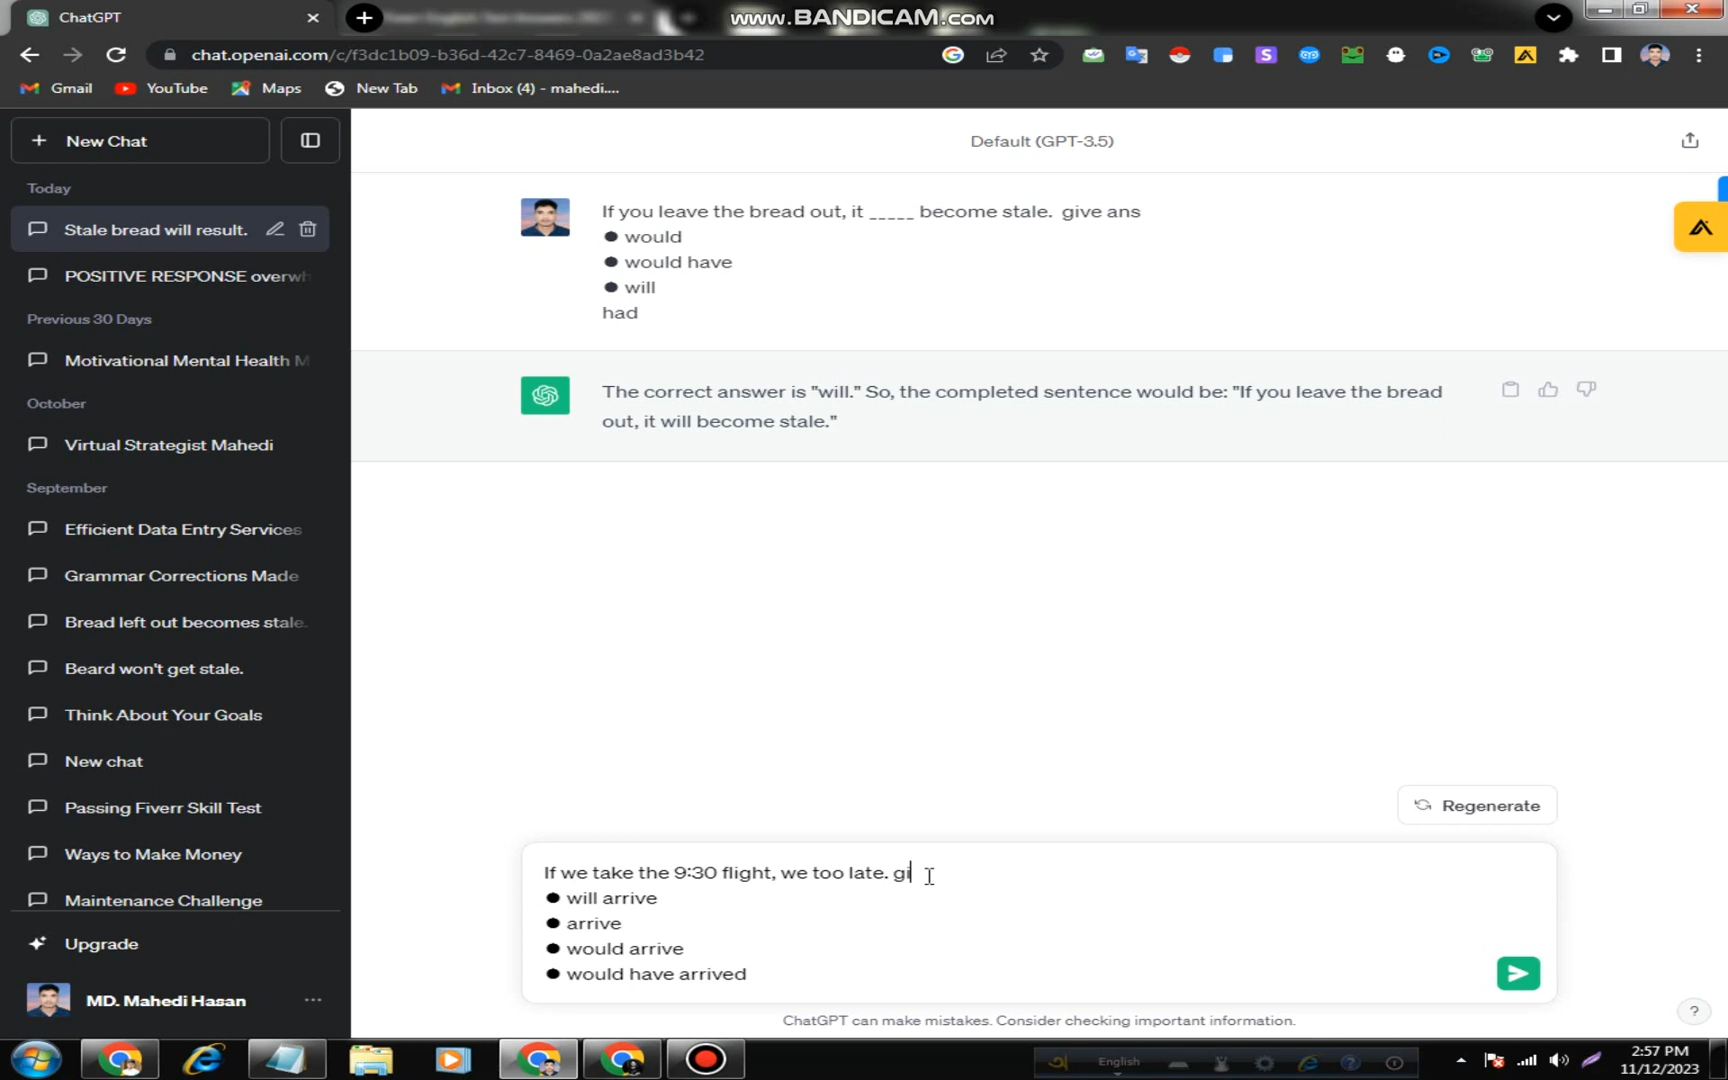 ChatGPT
www.BANDICAM.com
chat.openai.com/c/f3dc1b09-b36d-42c7-8469-0a2ae8ad3b42
Gmail
YouTube
Maps
New Tab
Inbox (4) - mahedi....
New Chat
Default (GPT-3.5)
Today
Stale bread will result.
POSITIVE RESPONSE overwh
Previous 30 Days
Motivational Mental Health M
October
Virtual Strategist Mahedi
September
Efficient Data Entry Services
Grammar Corrections Made
Bread left out becomes stale.
Beard won't get stale.
Think About Your Goals
New chat
Passing Fiverr Skill Test
Ways to Make Money
Maintenance Challenge
Upgrade
MD. Mahedi Hasan
If you leave the bread out, it _____ become stale. give ans
● would
● would have
● will
had
The correct answer is "will." So, the completed sentence would be: "If you leave the bread
out, it will become stale."
Regenerate
If we take the 9:30 flight, we too late. gi
● will arrive
● arrive
● would arrive
● would have arrived
ChatGPT can make mistakes. Consider checking important information.
?
English
2:57 PM
11/12/2023